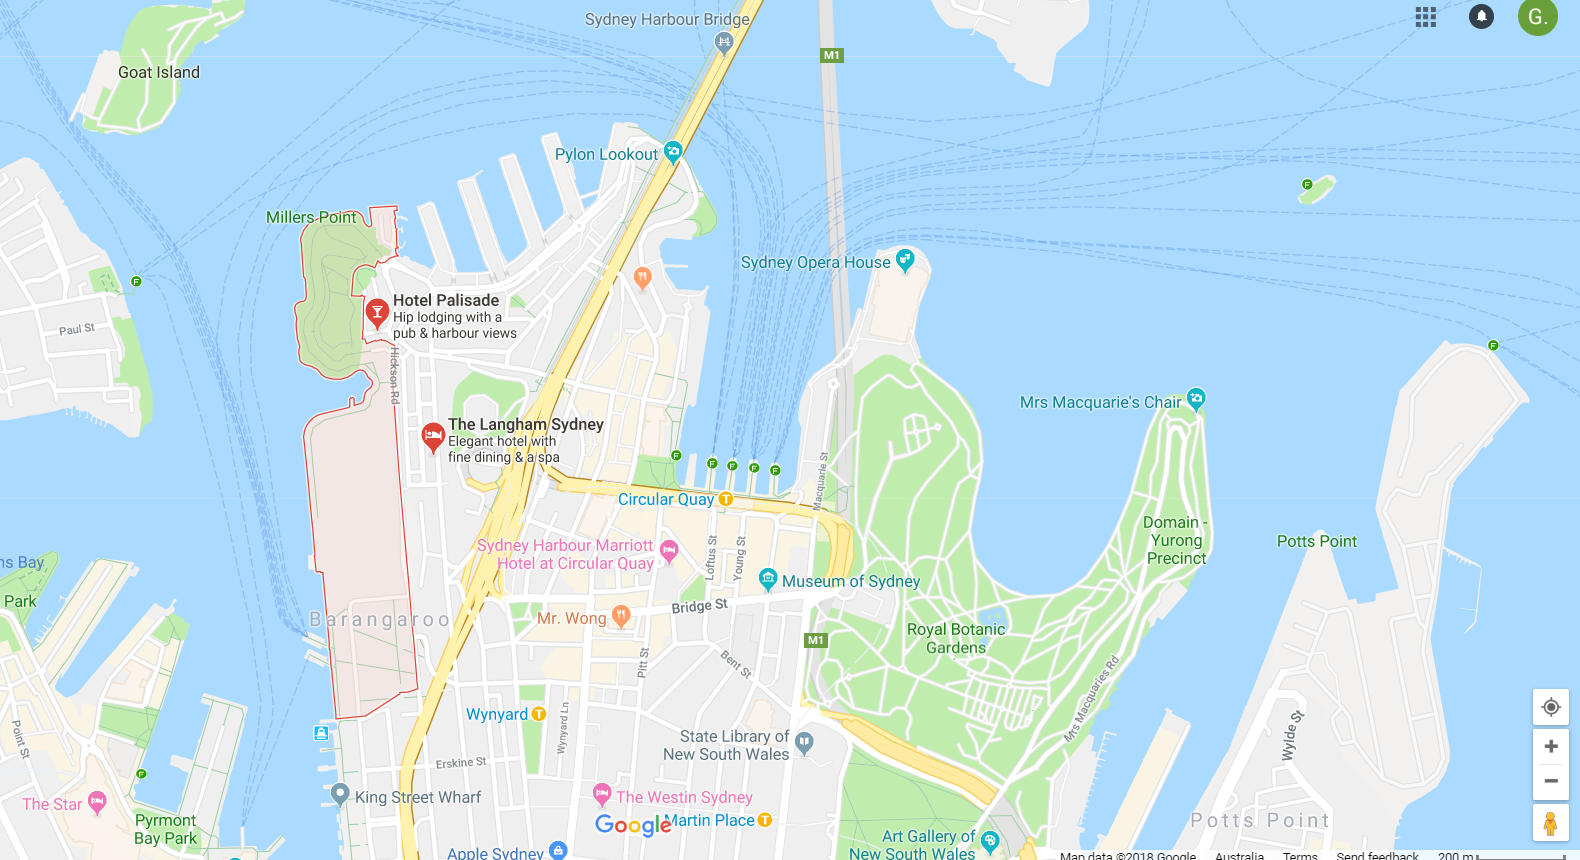 Sydney Harbour Bridge
G.
M1
Goat Island
Pylon Lookout
Millers Point
Sydney Opera House
Hotel Palisade
Hip lodging with a
pub & harbour views
Paul St
Hickson Rd
Mrs Macquarie's Chair
The Langham Sydney
Elegant hotel with
fine dining & a spa
Macquarie St
Circular Quay
Domain -
Yurong
Precinct
Potts Point
Sydney Harbour Marriott
Hotel at Circular Quay
Loftus St
Young St
ns Bay
Park
Museum of Sydney
Barangaroo
Mr. Wong
Bridge St
M1
Royal Botanic
Gardens
Pitt St
Bent St
Mrs Macquaries Rd
Wynyard
Wynyard Ln
Point St
Wylde St
State Library of
New South Wales
Erskine St
The Star
King Street Wharf
The Westin Sydney
Google
Martin Place
Pyrmont
Bay Park
Potts Point
Art Gallery of
New South Wales
Apple Sydney
Map data ©2018 Google
Australia
Terms
Send feedback
200 m